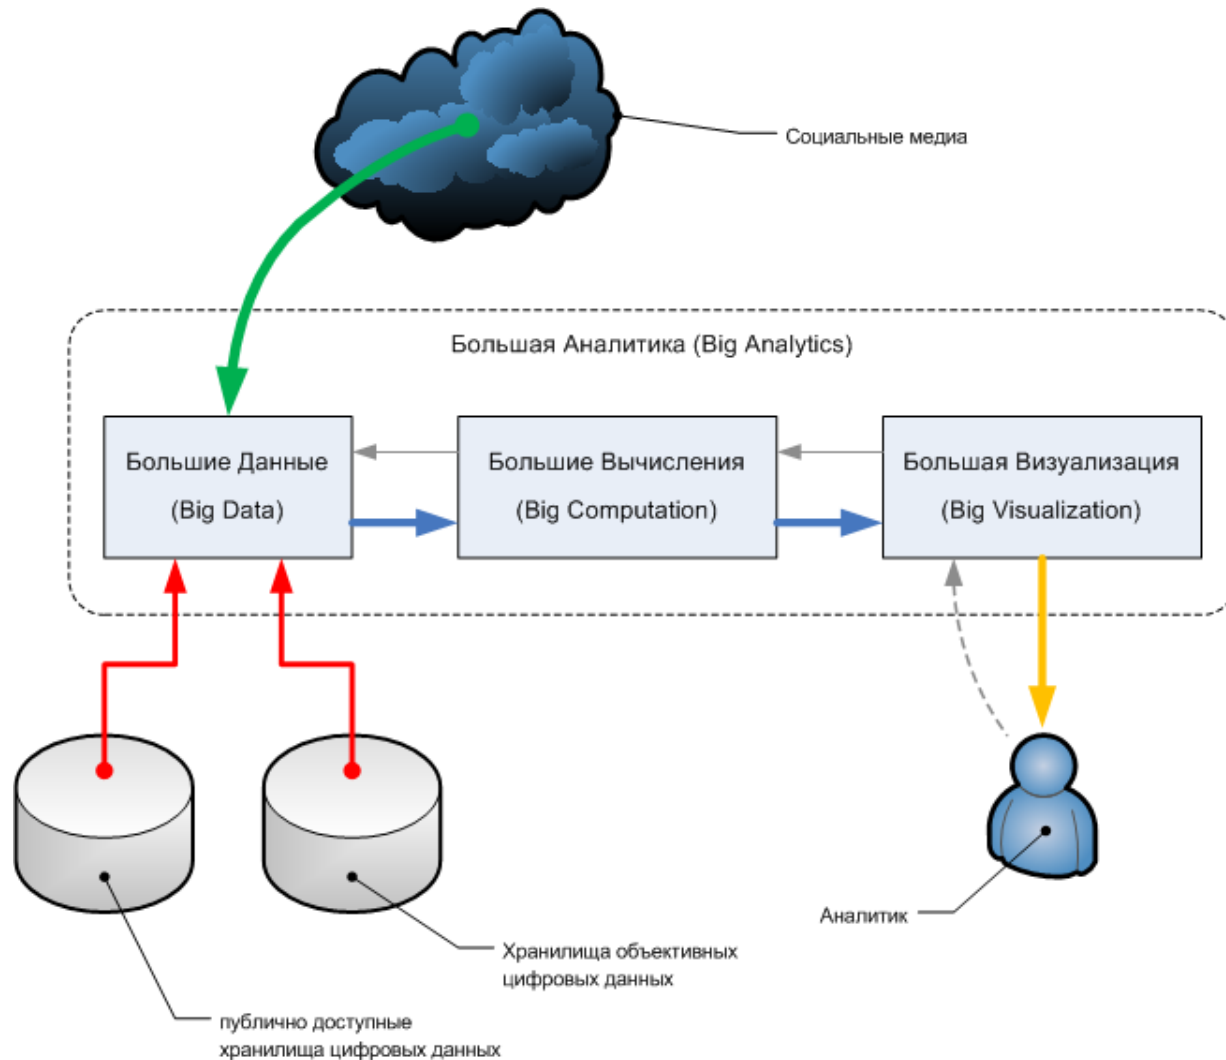 Социальные медиа
Большая Аналитика (Big Analytics)
Большие Данные
(Big Data)
Большие Вычисления
(Big Computation)
Большая Визуализация
(Big Visualization)
Аналитик
Хранилища объективных
цифровых данных
публично доступные
хранилища цифровых данных